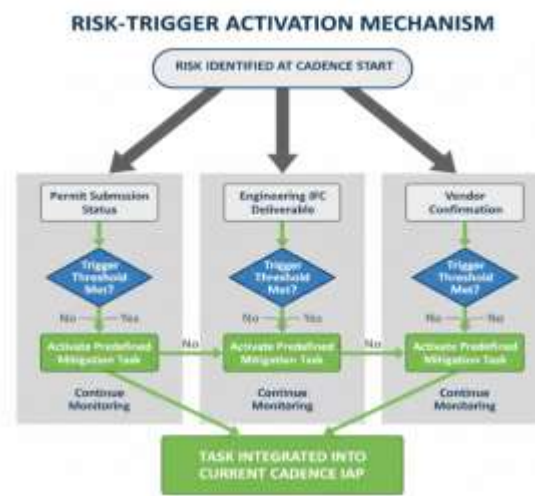 RISK-TRIGGER ACTIVATION MECHANISM
RISK IDENTIFIED AT CADENCE START
Permit Submission
Status
Trigger
Threshold
Met?
No
Yes
Activate Predefined
Mitigation Task
Continue
Monitoring
No
Engineering IFC
Deliverable
Trigger
Threshold
Met?
No
Yes
Activate Predefined
Mitigation Task
Continue
Monitoring
No
Vendor
Confirmation
Trigger
Threshold
Met?
No
No
Activate Predefined
Mitigation Task
Continue
Monitoring
TASK INTEGRATED INTO
CURRENT CADENCE IAP